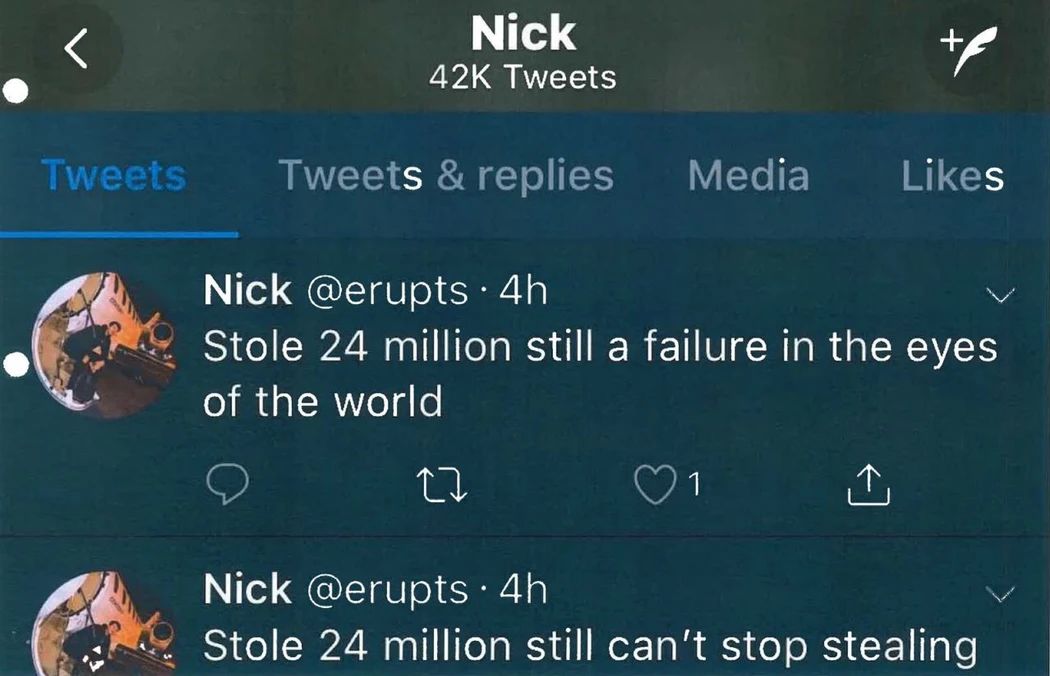 Nick
42K Tweets
Tweets Tweets & replies Media Likes
Nick @erupts · 4h
Stole 24 million still a failure in the eyes
of the world
1
Nick @erupts · 4h
Stole 24 million still can't stop stealing